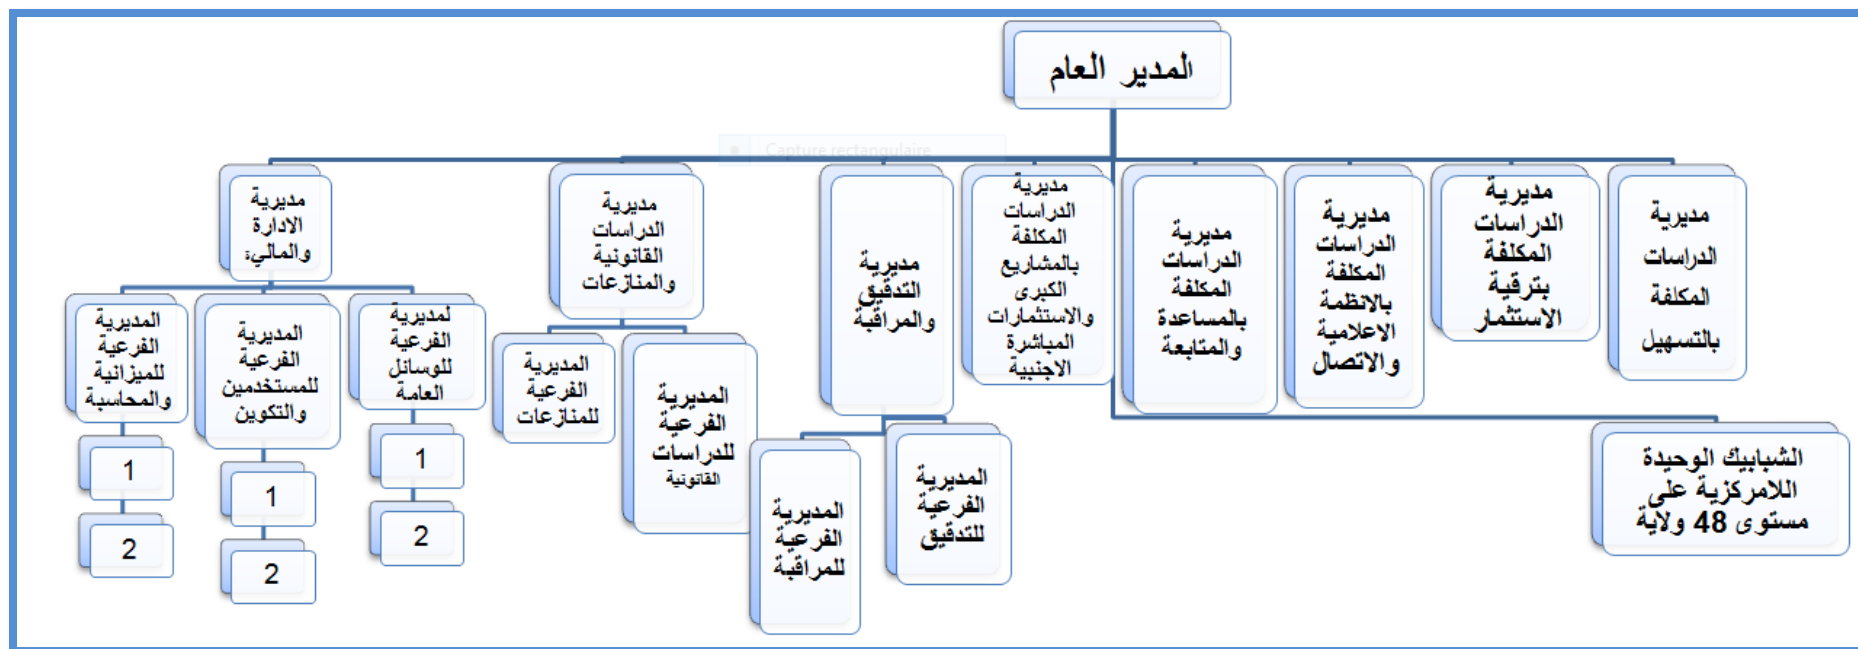 المدير العام
Capture rectangulaire
مديرية
الدراسات
المكلفة
بالتسهيل
مديرية
الدراسات
المكلفة
بترقية
الاستثمار
مديرية
الدراسات
المكلفة
بالانظمة
الاعلامية
والاتصال
مديرية
الدراسات
المكلفة
بالمساعدة
والمتابعة
مديرية
الدراسات
المكلفة
بالمشاريع
الكبرى
والاستثمارات
المباشرة
الاجنبية
مديرية
التدقيق
والمراقبة
مديرية
الدراسات
القانونية
والمنازعات
مديرية
الادارة
والمالية
الشبابيك الوحيدة
اللامركزية على
مستوى 48 ولاية
المديرية
الفرعية
للتدقيق
المديرية
الفرعية
للمراقبة
المديرية
الفرعية
للدراسات
القانونية
المديرية
الفرعية
للمنازعات
لمديرية
الفرعية
للوسائل
العامة
1
2
المديرية
الفرعية
للمستخدمين
والتكوين
1
2
المديرية
الفرعية
للميزانية
والمحاسبة
1
2